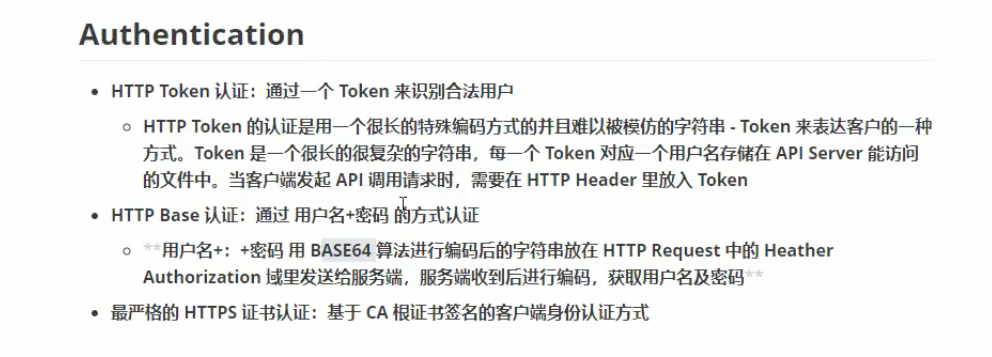 Authentication
HTTP Token 认证：通过一个 Token 来识别合法用户
HTTP Token 的认证是用一个很长的特殊编码方式的并且难以被模仿的字符串 - Token 来表达客户的一种
方式。Token 是一个很长的很复杂的字符串，每一个 Token 对应一个用户名存储在 API Server 能访问
的文件中。当客户端发起 API 调用请求时，需要在 HTTP Header 里放入 Token
HTTP Base 认证：通过 用户名+密码 的方式认证
**用户名+：+密码 用 BASE64 算法进行编码后的字符串放在 HTTP Request 中的 Heather
Authorization 域里发送给服务端，服务端收到后进行编码，获取用户名及密码**
最严格的 HTTPS 证书认证：基于 CA 根证书签名的客户端身份认证方式